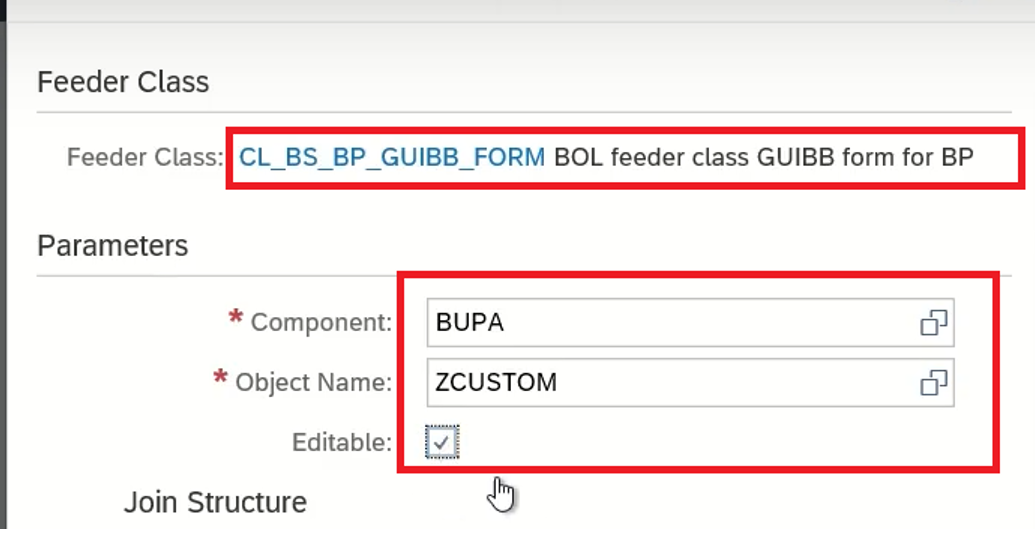 Feeder Class
Feeder Class: CL_BS_BP_GUIBB_FORM BOL feeder class GUIBB form for BP
Parameters
* Component: BUPA
* Object Name: ZCUSTOM
Editable:
Join Structure